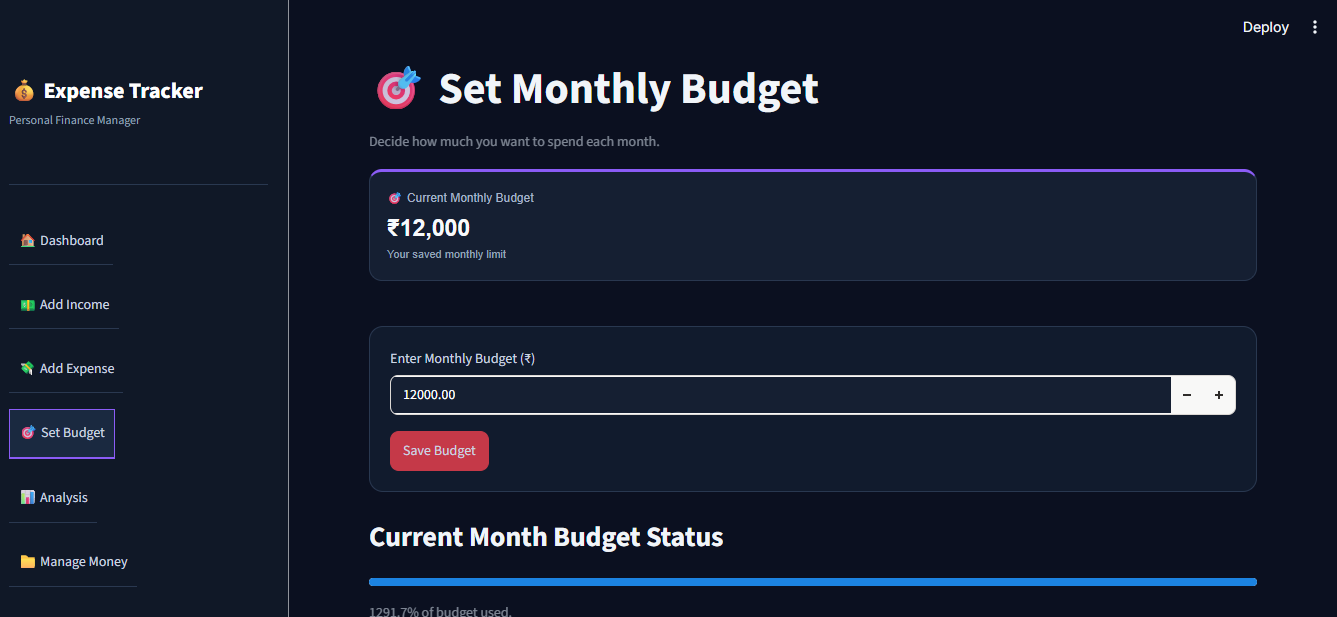 Deploy
Expense Tracker
Personal Finance Manager
Dashboard
Add Income
Add Expense
Set Budget
Analysis
Manage Money
Set Monthly Budget
Decide how much you want to spend each month.
Current Monthly Budget
₹12,000
Your saved monthly limit
Enter Monthly Budget (₹)
12000.00
Save Budget
Current Month Budget Status
1291.7% of budget used.